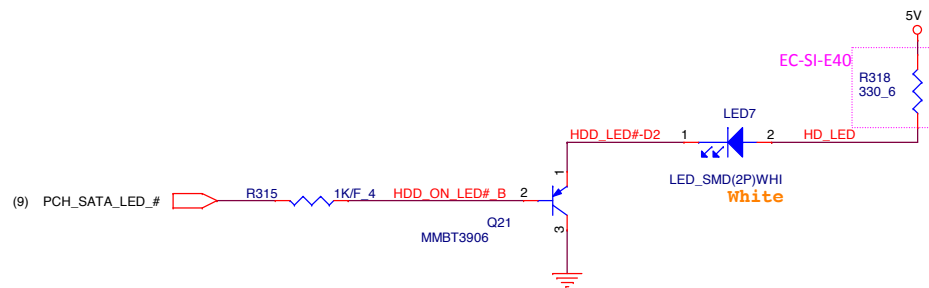 5V
EC-SI-E40
R318
330_6
LED7
HDD_LED#-D2
1
2
HD_LED
LED_SMD(2P)WHI
White
1
(9) PCH_SATA_LED_#
R315
1K/F_4
HDD_ON_LED#_B
2
Q21
3
MMBT3906